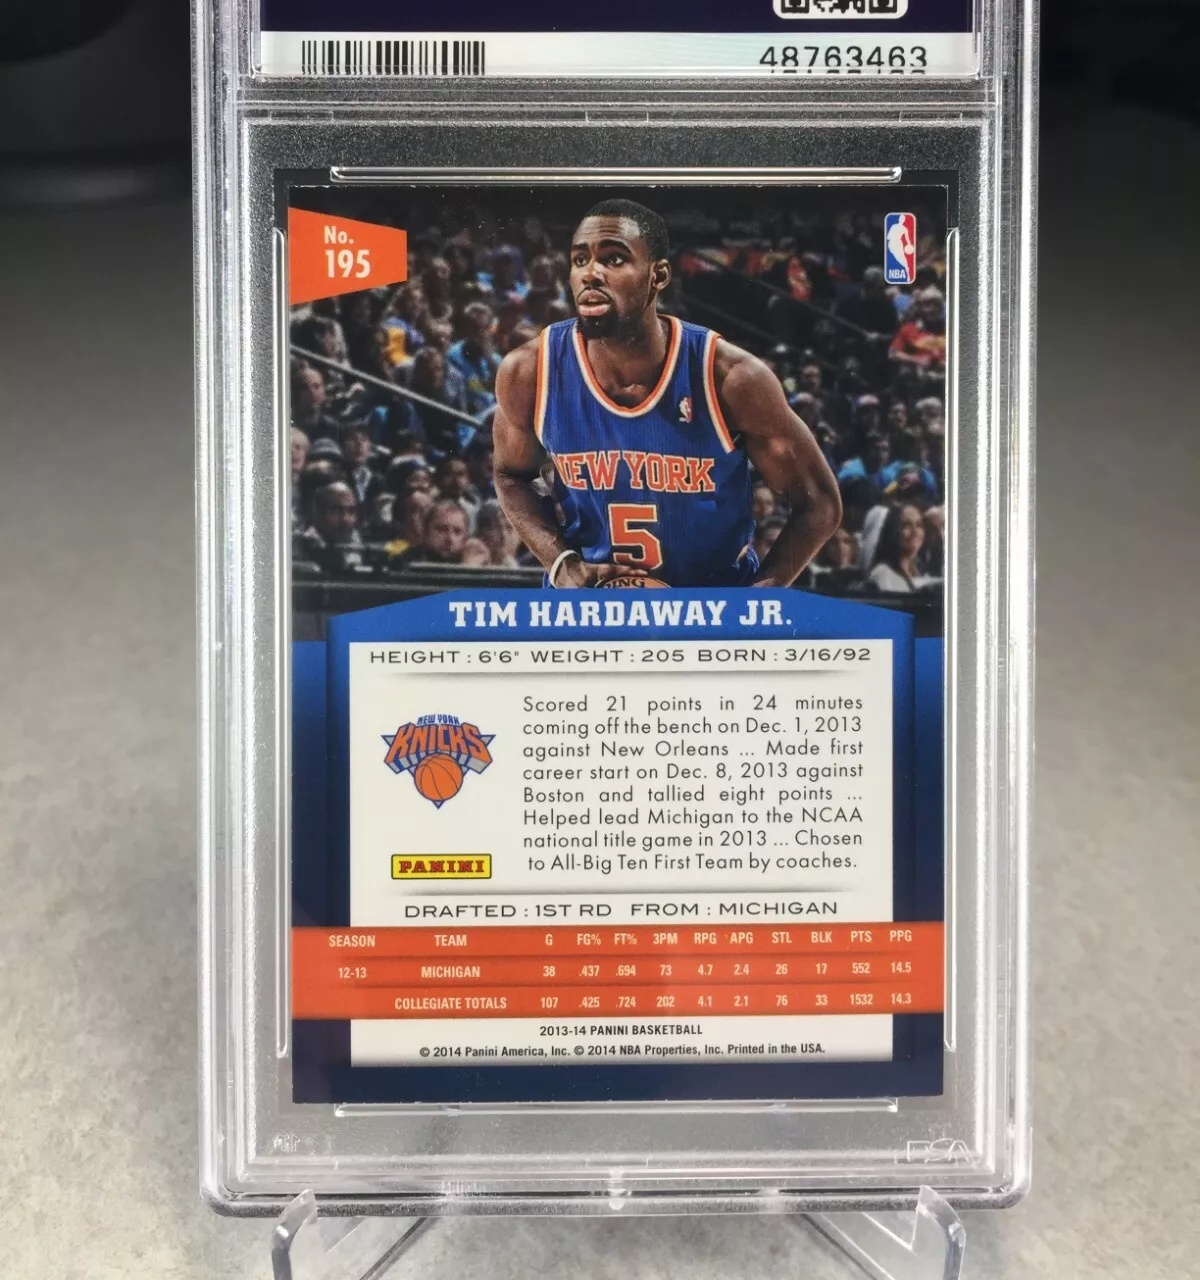 48763463
No.
195
NBA
NEW YORK
5
TIM HARDAWAY JR.
HEIGHT : 6'6" WEIGHT : 205 BORN : 3/16/92
NEW YORK
KNICKS
Scored 21 points in 24 minutes
coming off the bench on Dec. 1, 2013
against New Orleans ... Made first
career start on Dec. 8, 2013 against
Boston and tallied eight points ...
Helped lead Michigan to the NCAA
national title game in 2013 ... Chosen
to All-Big Ten First Team by coaches.
PANINI
DRAFTED : 1ST RD FROM : MICHIGAN
SEASON TEAM G FG% FT% 3PM RPG APG STL BLK PTS PPG
12-13 MICHIGAN 38 .437 .694 73 4.7 2.4 26 17 552 14.5
COLLEGIATE TOTALS 107 .425 .724 202 4.1 2.1 76 33 1532 14.3
2013-14 PANINI BASKETBALL
© 2014 Panini America, Inc. © 2014 NBA Properties, Inc. Printed in the USA.
PSA